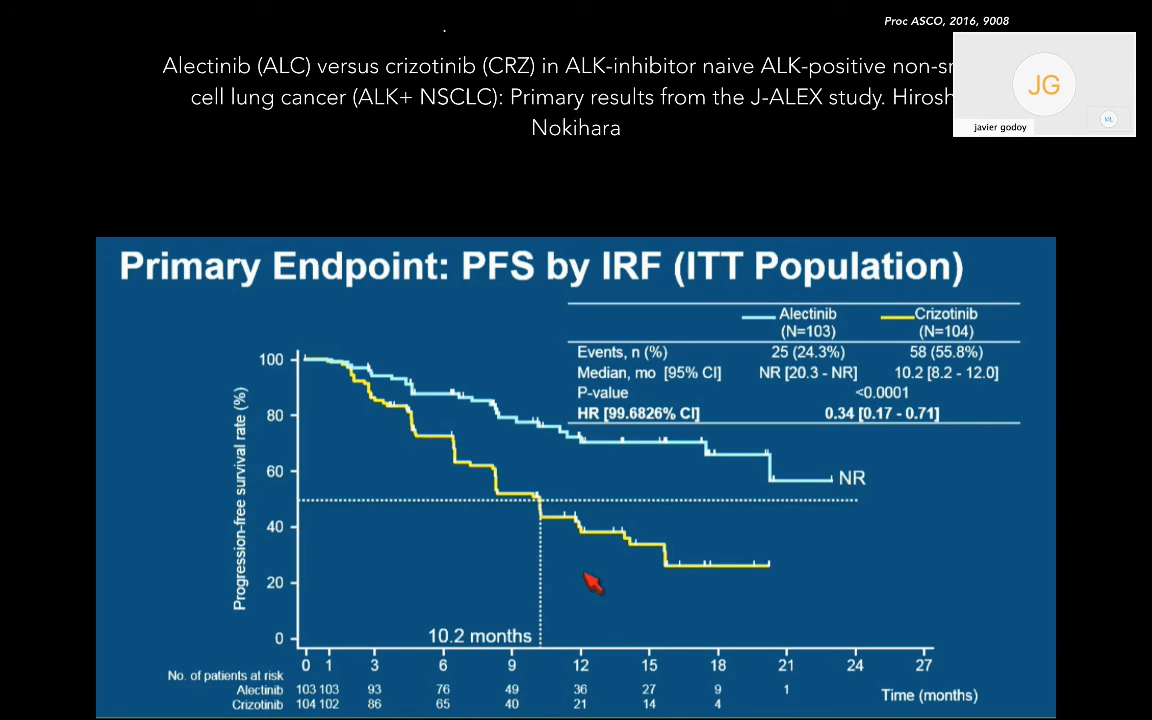 Proc ASCO, 2016, 9008
Alectinib (ALC) versus crizotinib (CRZ) in ALK-inhibitor naive ALK-positive
cell lung cancer (ALK+ NSCLC): Primary results from the J-ALEX study.
Nokihara
JG
javier godoy
ML
Primary Endpoint: PFS by IRF (ITT Population)
Alectinib Crizotinib
(N=103) (N=104)
Events, n (%) 25 (24.3%) 58 (55.8%)
Median, mo [95% CI] NR [20.3 - NR] 10.2 [8.2 - 12.0]
P-value <0.0001
HR [99.6826% CI] 0.34 [0.17 - 0.71]
Progression-free survival rate (%)
100
80
60
40
20
0
NR
10.2 months
0 1 3 6 9 12 15 18 21 24 27
No. of patients at risk
Alectinib 103 103 93 76 49 36 27 9 1
Crizotinib 104 102 86 65 40 21 14 4
Time (months)